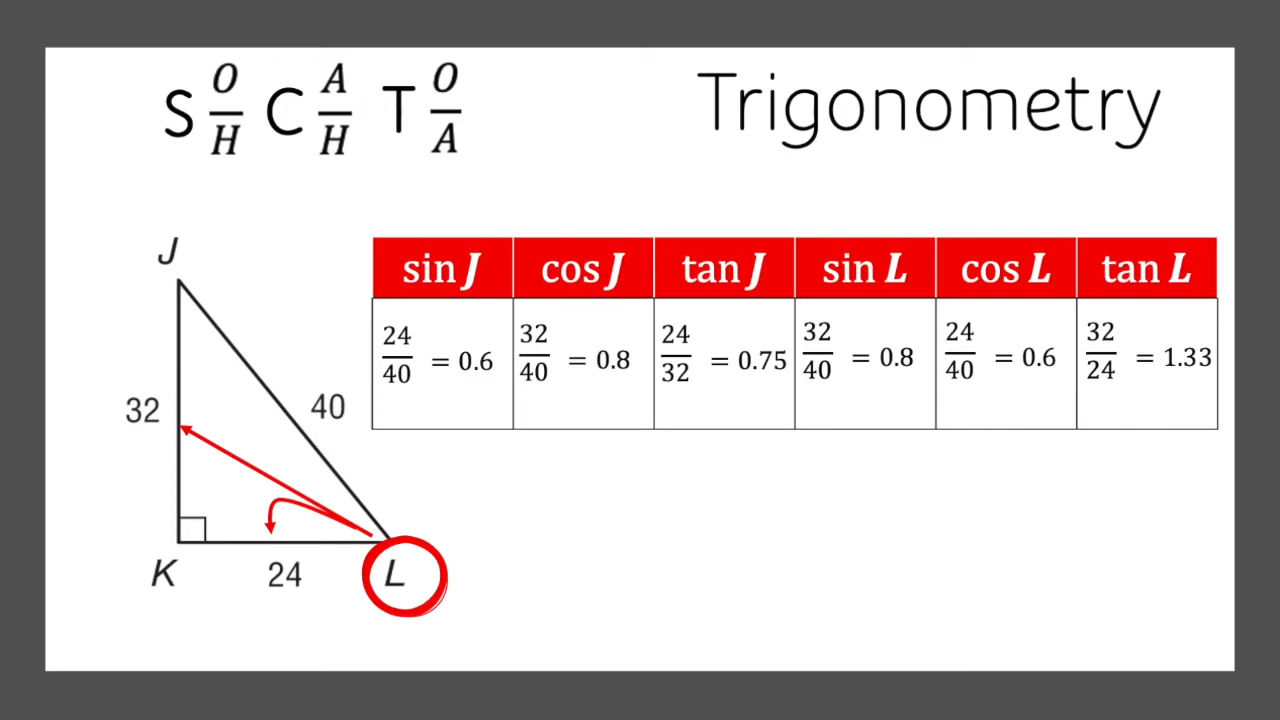 S O/H C A/H T O/A
Trigonometry
J
32
40
K
24
L
sin J cos J tan J sin L cos L tan L
24/40 = 0.6 32/40 = 0.8 24/32 = 0.75 32/40 = 0.8 24/40 = 0.6 32/24 = 1.33